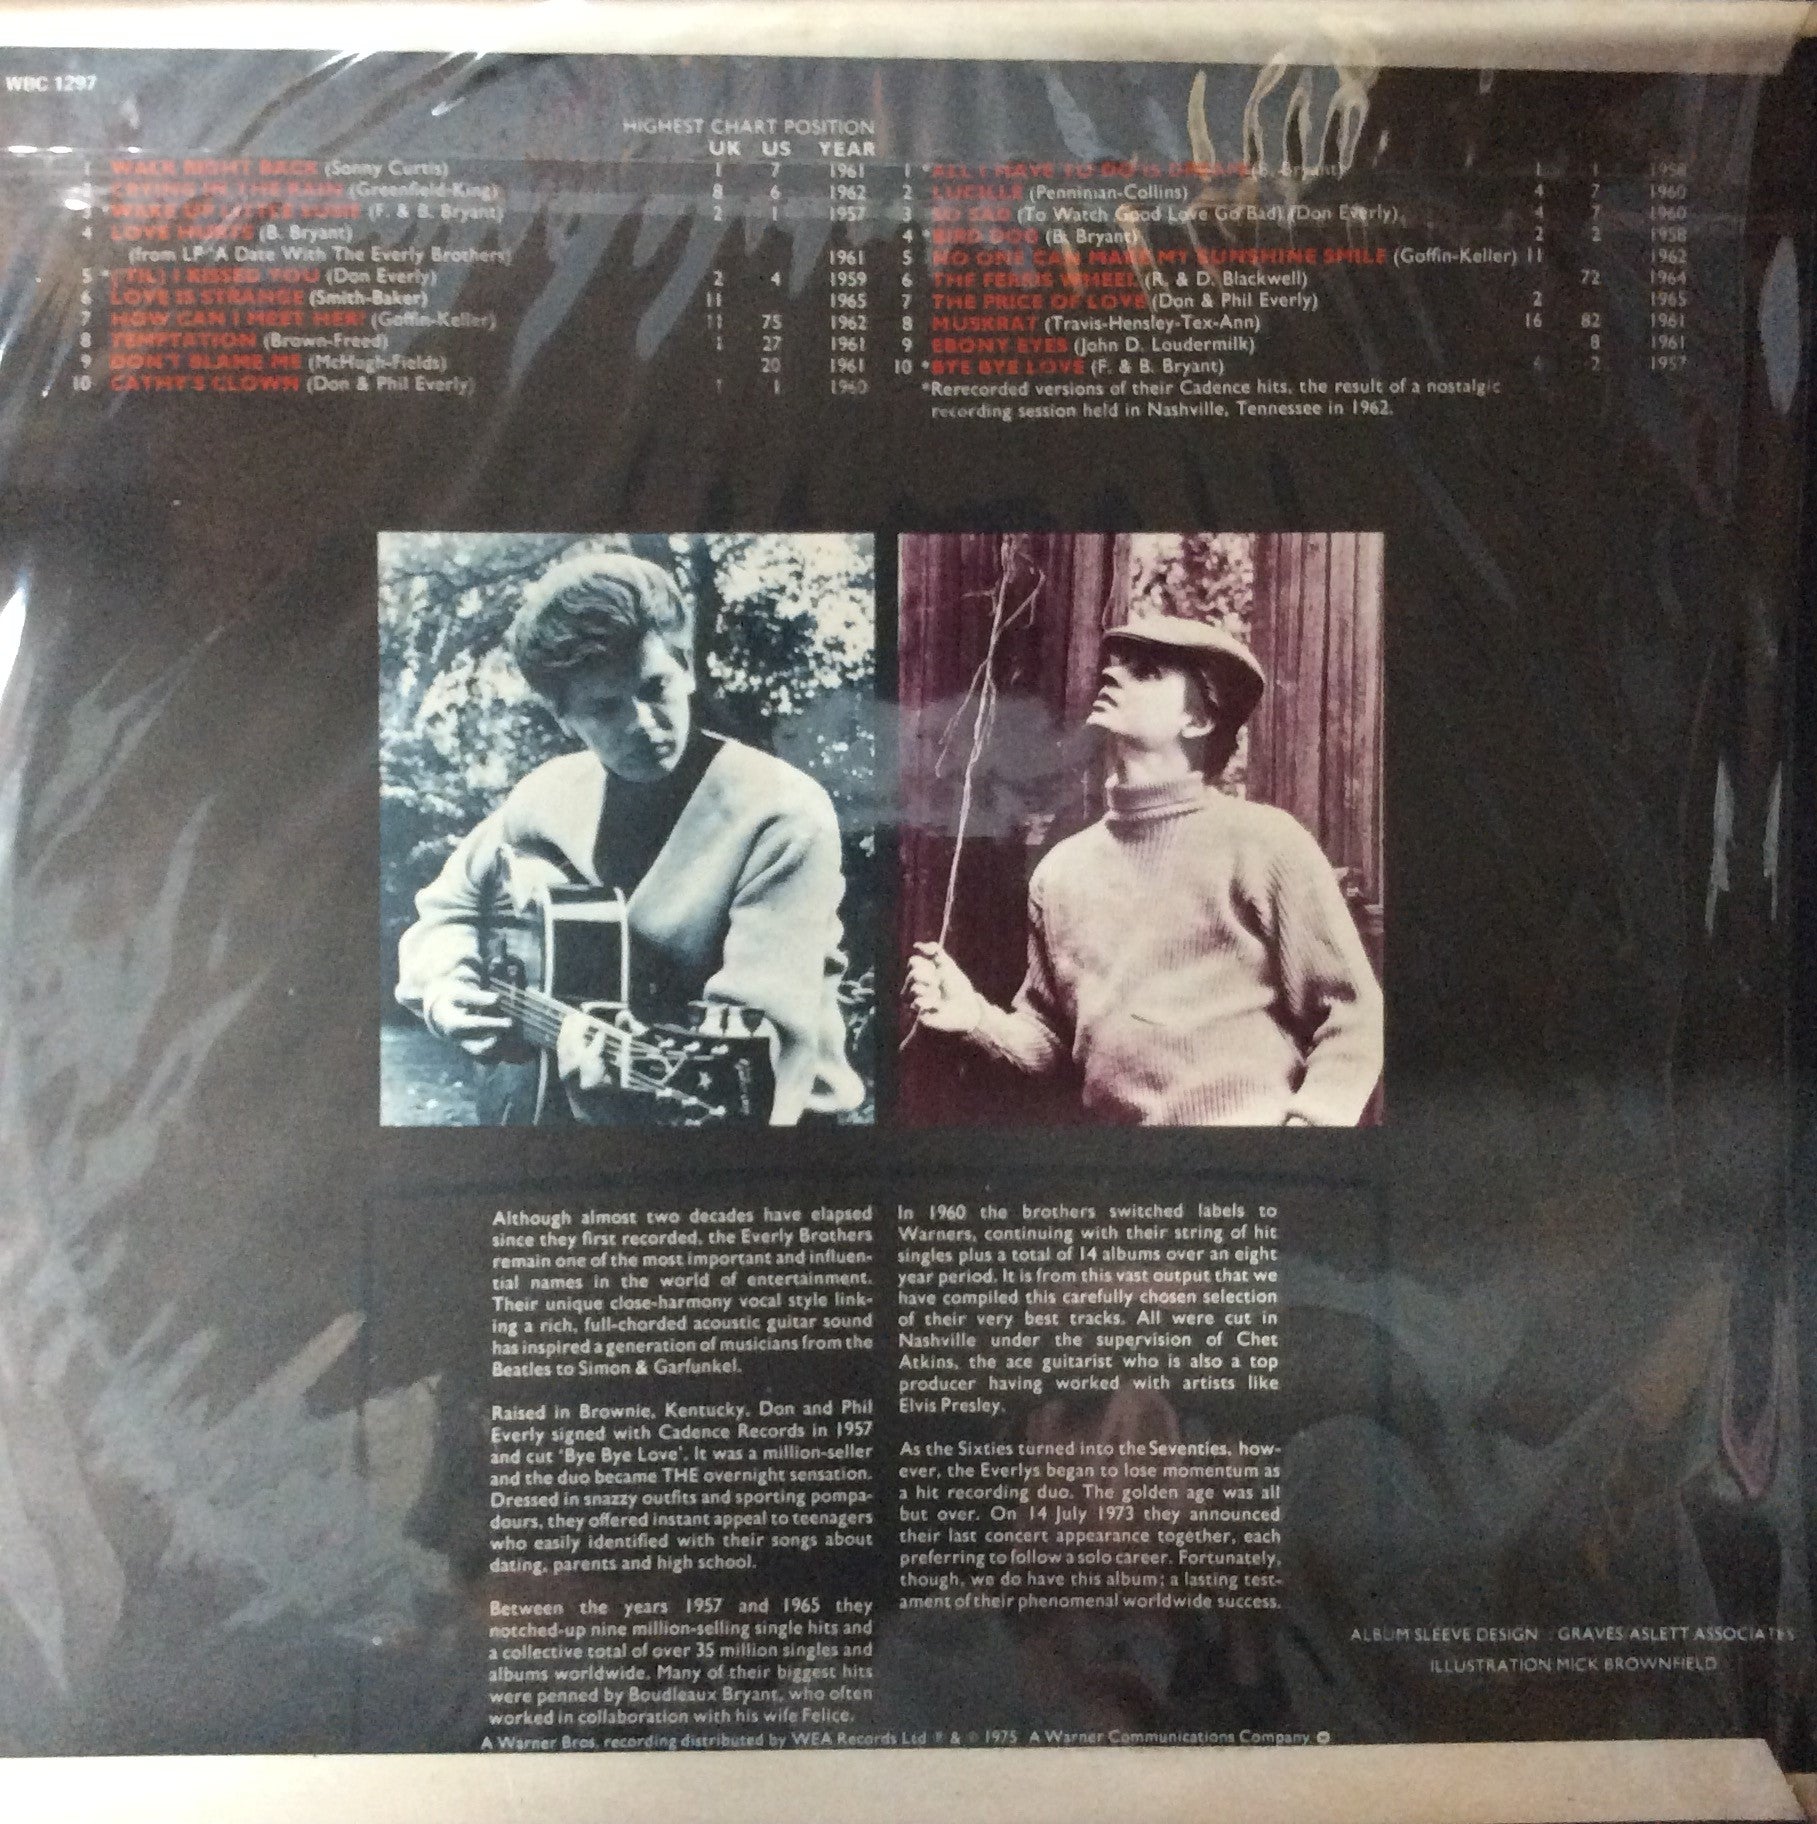 WBC 1297
HIGHEST CHART POSITION
UK US YEAR
1 WALK RIGHT BACK (Sonny Curtis) 1 7 1961
2 CRYING IN THE RAIN (Greenfield-King) 8 6 1962
3 *WAKE UP LITTLE SUSIE (F. & B. Bryant) 2 1 1957
4 LOVE HURTS (B. Bryant)
(from LP 'A Date With The Everly Brothers) 1961
5 *('TIL) I KISSED YOU (Don Everly) 2 4 1959
6 LOVE IS STRANGE (Smith-Baker) 11 1965
7 HOW CAN I MEET HER? (Goffin-Keller) 11 75 1962
8 TEMPTATION (Brown-Freed) 1 27 1961
9 DON'T BLAME ME (McHugh-Fields) 20 1961
10 CATHY'S CLOWN (Don & Phil Everly) 1 1 1960
1 *ALL I HAVE TO DO IS DREAM (B. Bryant) 1 1 1958
2 LUCILLE (Penniman-Collins) 4 7 1960
3 SO SAD (To Watch Good Love Go Bad) (Don Everly) 4 7 1960
4 *BIRD DOG (B. Bryant) 2 2 1958
5 NO ONE CAN MAKE MY SUNSHINE SMILE (Goffin-Keller) 11 1962
6 THE FERRIS WHEEL (R. & D. Blackwell) 72 1964
7 THE PRICE OF LOVE (Don & Phil Everly) 2 1965
8 MUSKRAT (Travis-Hensley-Tex-Ann) 16 82 1961
9 EBONY EYES (John D. Loudermilk) 8 1961
10 *BYE BYE LOVE (F. & B. Bryant) 6 2 1957
*Rerecorded versions of their Cadence hits, the result of a nostalgic
recording session held in Nashville, Tennessee in 1962.
Although almost two decades have elapsed
since they first recorded, the Everly Brothers
remain one of the most important and influen-
tial names in the world of entertainment.
Their unique close-harmony vocal style link-
ing a rich, full-chorded acoustic guitar sound
has inspired a generation of musicians from the
Beatles to Simon & Garfunkel.
Raised in Brownie, Kentucky, Don and Phil
Everly signed with Cadence Records in 1957
and cut 'Bye Bye Love'. It was a million-seller
and the duo became THE overnight sensation.
Dressed in snazzy outfits and sporting pompa-
dours, they offered instant appeal to teenagers
who easily identified with their songs about
dating, parents and high school.
Between the years 1957 and 1965 they
notched-up nine million-selling single hits and
a collective total of over 35 million singles and
albums worldwide. Many of their biggest hits
were penned by Boudleaux Bryant, who often
worked in collaboration with his wife Felice.
In 1960 the brothers switched labels to
Warners, continuing with their string of hit
singles plus a total of 14 albums over an eight
year period. It is from this vast output that we
have compiled this carefully chosen selection
of their very best tracks. All were cut in
Nashville under the supervision of Chet
Atkins, the ace guitarist who is also a top
producer having worked with artists like
Elvis Presley.
As the Sixties turned into the Seventies, how-
ever, the Everlys began to lose momentum as
a hit recording duo. The golden age was all
but over. On 14 July 1973 they announced
their last concert appearance together, each
preferring to follow a solo career. Fortunately,
though, we do have this album; a lasting test-
ament of their phenomenal worldwide success.
ALBUM SLEEVE DESIGN : GRAVES ASLETT ASSOCIATES
ILLUSTRATION MICK BROWNFIELD
A Warner Bros. recording distributed by WEA Records Ltd ℗ & © 1975 A Warner Communications Company